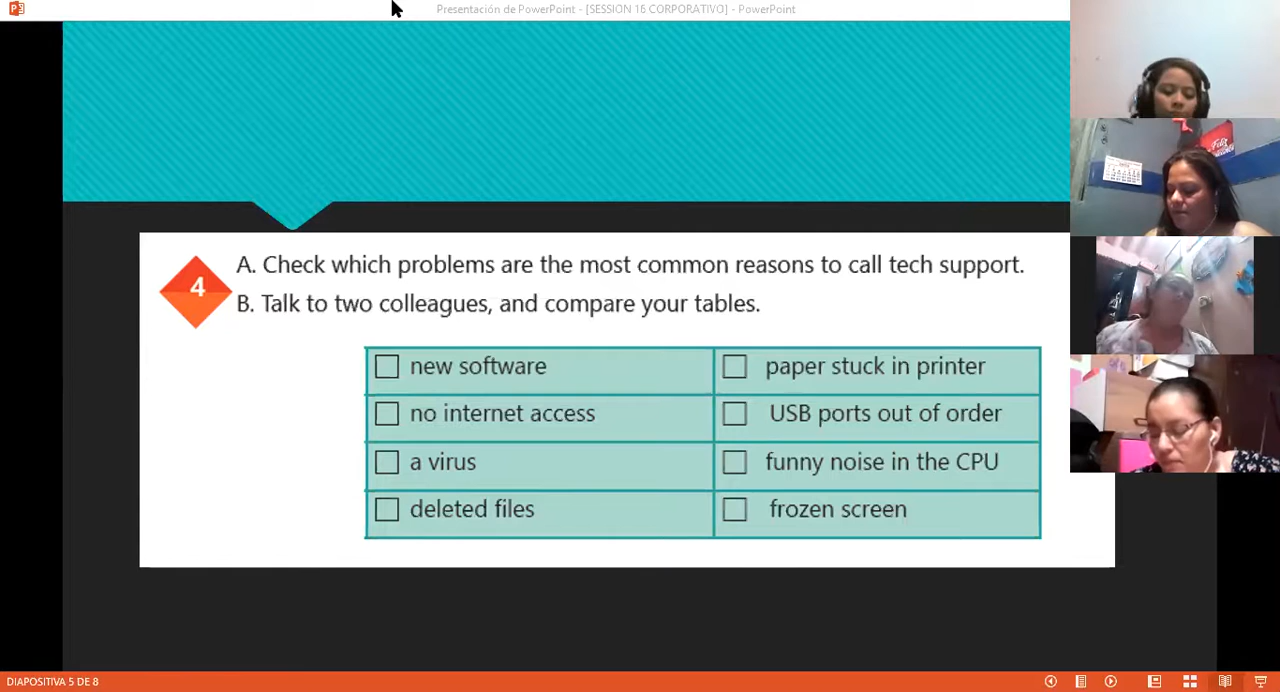 Presentación de PowerPoint - [SESSION 16 CORPORATIVO] - PowerPoint
4
A. Check which problems are the most common reasons to call tech support.
B. Talk to two colleagues, and compare your tables.
new software
paper stuck in printer
no internet access
USB ports out of order
a virus
funny noise in the CPU
deleted files
frozen screen
Feliz
DIAPOSITIVA 5 DE 8